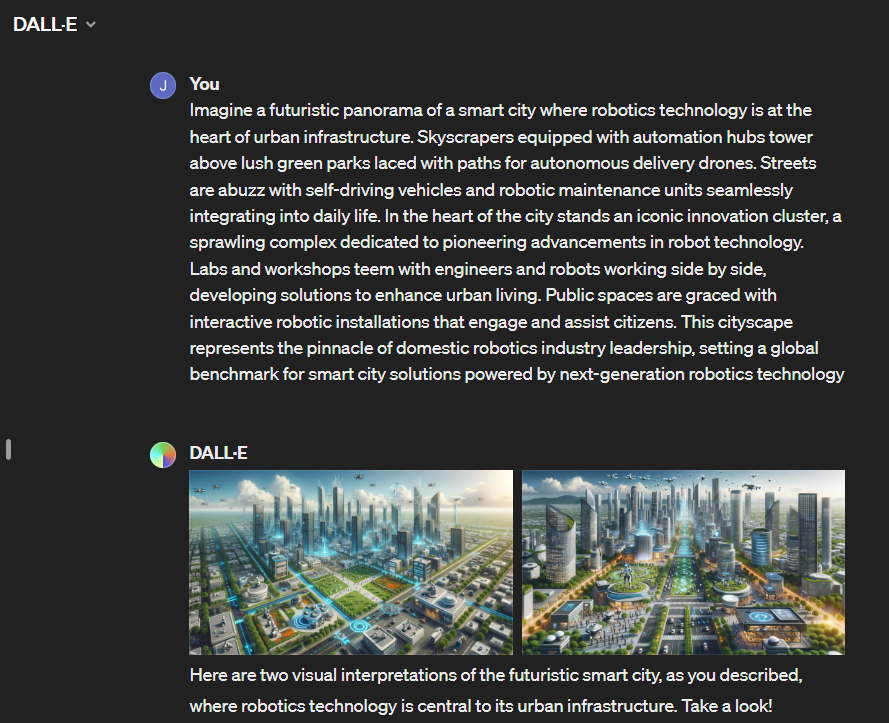 DALL·E
J
You
Imagine a futuristic panorama of a smart city where robotics technology is at the
heart of urban infrastructure. Skyscrapers equipped with automation hubs tower
above lush green parks laced with paths for autonomous delivery drones. Streets
are abuzz with self-driving vehicles and robotic maintenance units seamlessly
integrating into daily life. In the heart of the city stands an iconic innovation cluster, a
sprawling complex dedicated to pioneering advancements in robot technology.
Labs and workshops teem with engineers and robots working side by side,
developing solutions to enhance urban living. Public spaces are graced with
interactive robotic installations that engage and assist citizens. This cityscape
represents the pinnacle of domestic robotics industry leadership, setting a global
benchmark for smart city solutions powered by next-generation robotics technology
DALL·E
Here are two visual interpretations of the futuristic smart city, as you described,
where robotics technology is central to its urban infrastructure. Take a look!